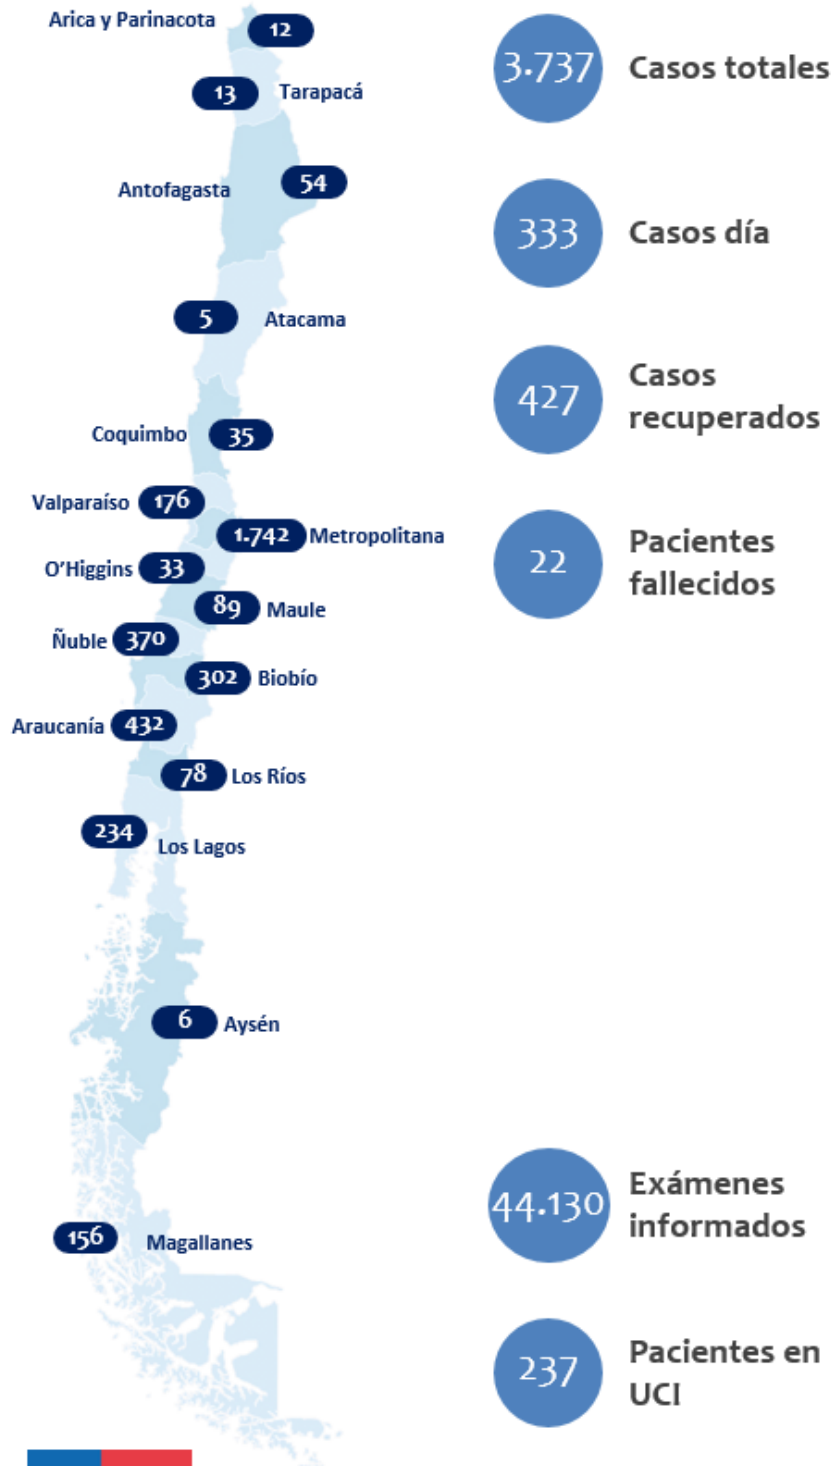 Arica y Parinacota 12
13 Tarapacá
Antofagasta 54
5 Atacama
Coquimbo 35
Valparaíso 176
1.742 Metropolitana
O'Higgins 33
89 Maule
Ñuble 370
302 Biobío
Araucanía 432
78 Los Ríos
234 Los Lagos
6 Aysén
156 Magallanes
3.737 Casos totales
333 Casos día
427 Casos
recuperados
22 Pacientes
fallecidos
44.130 Exámenes
informados
237 Pacientes en
UCI